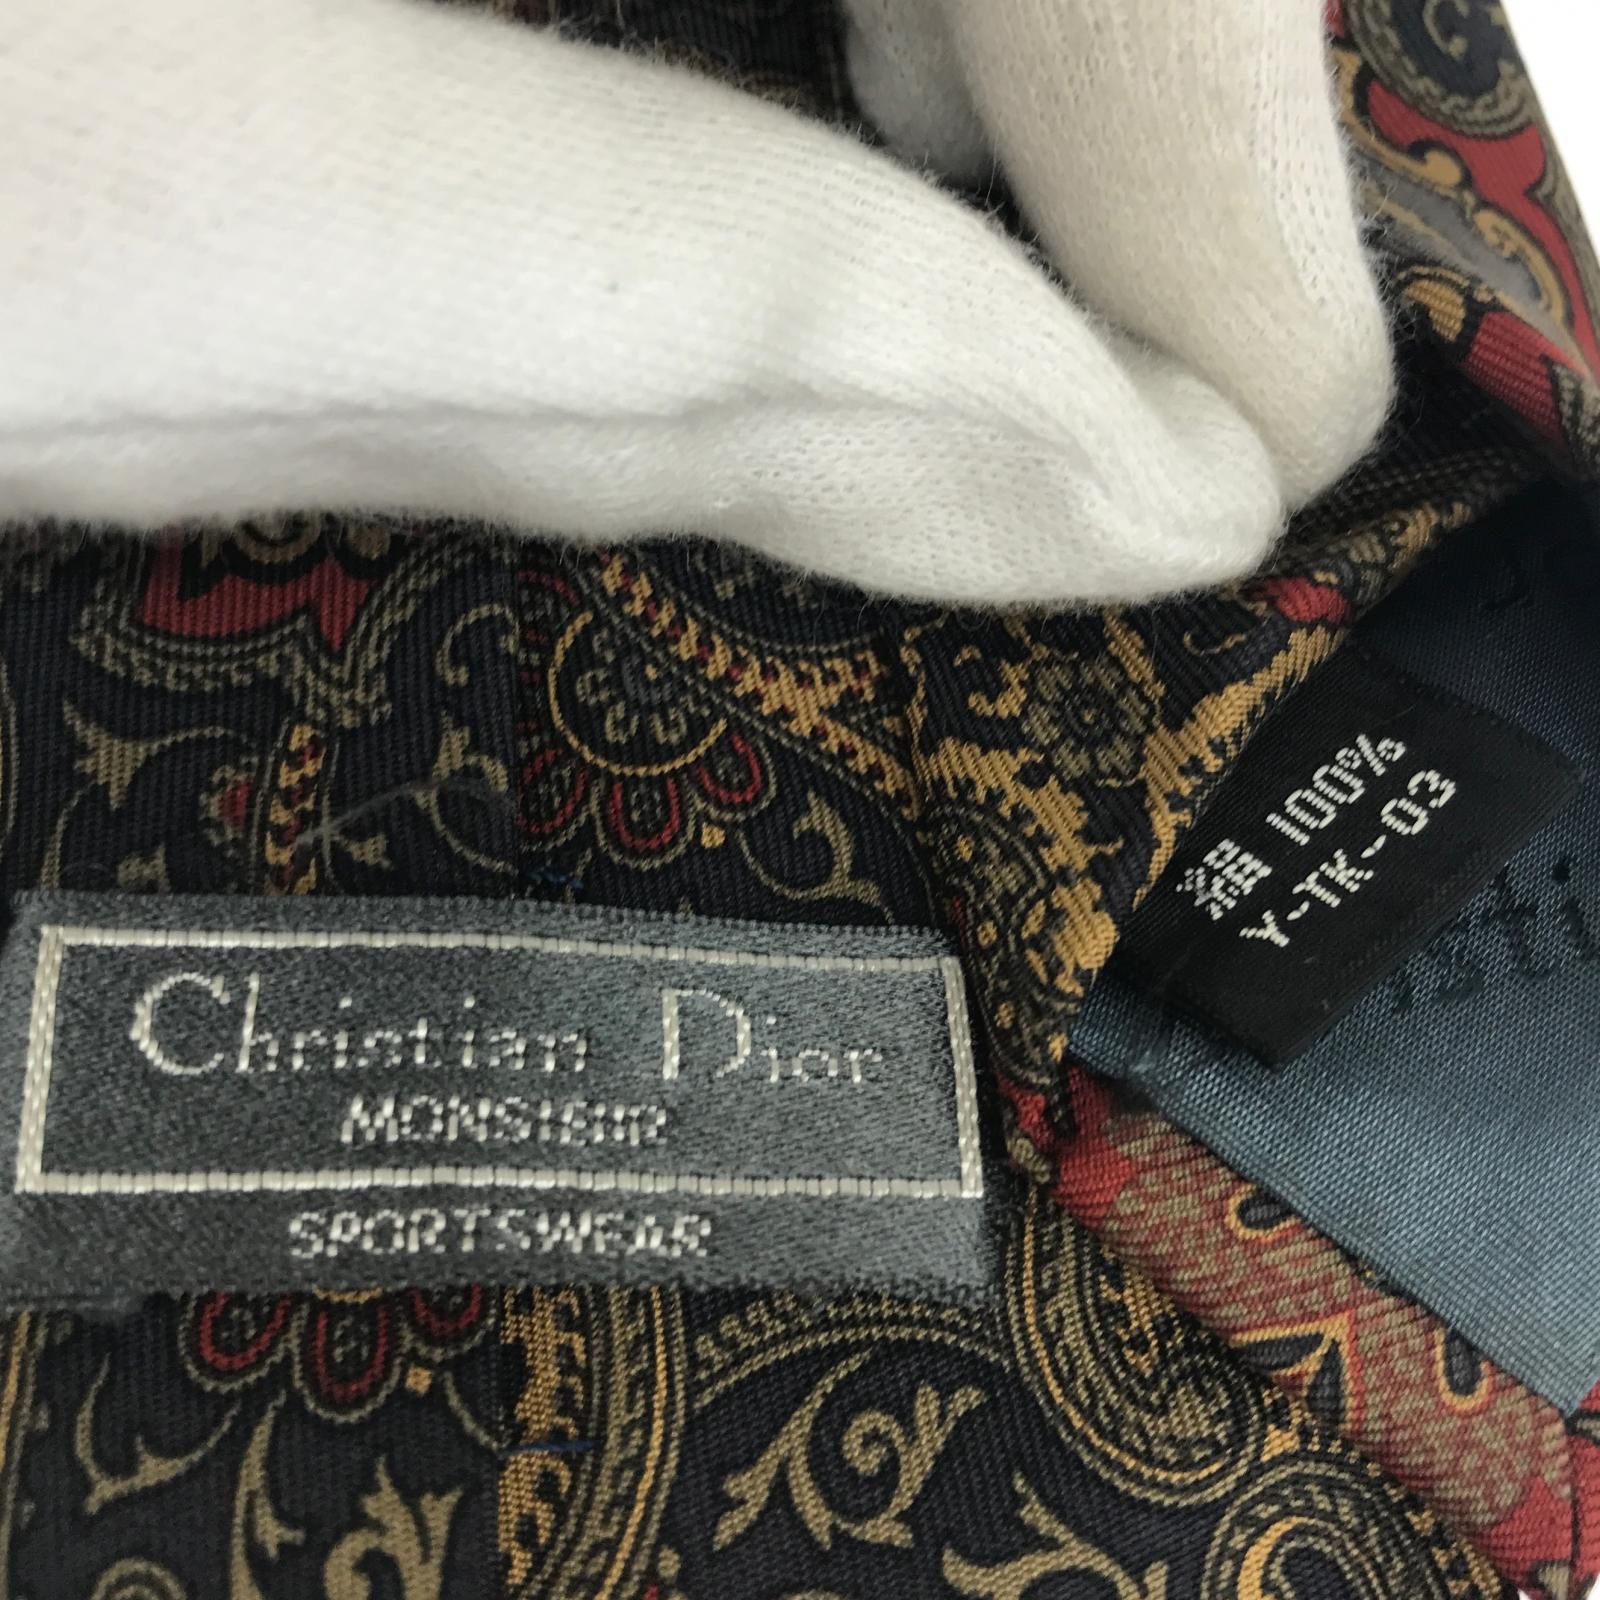 Christian Dior
MONSIEUR
SPORTSWEAR
絹 100%
Y-TK-03